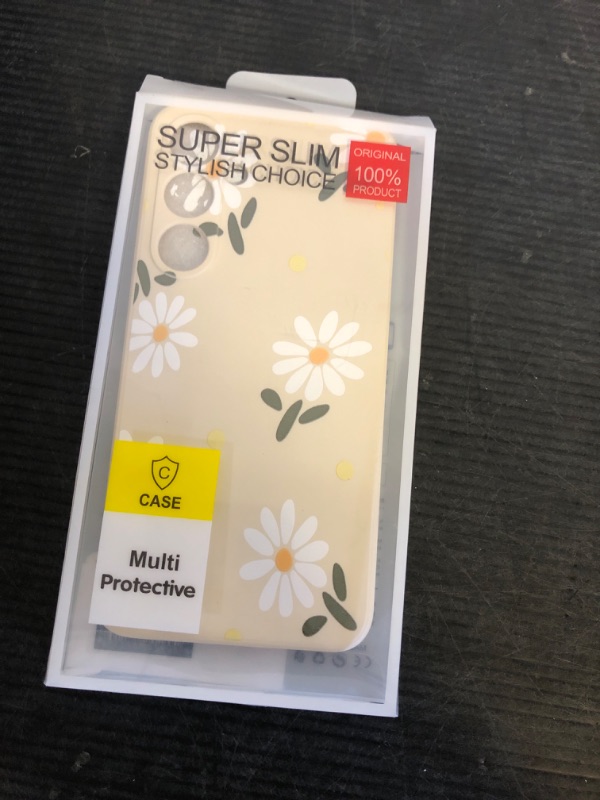 SUPER SLIM
STYLISH CHOICE
ORIGINAL
100%
PRODUCT
C
CASE
Multi
Protective